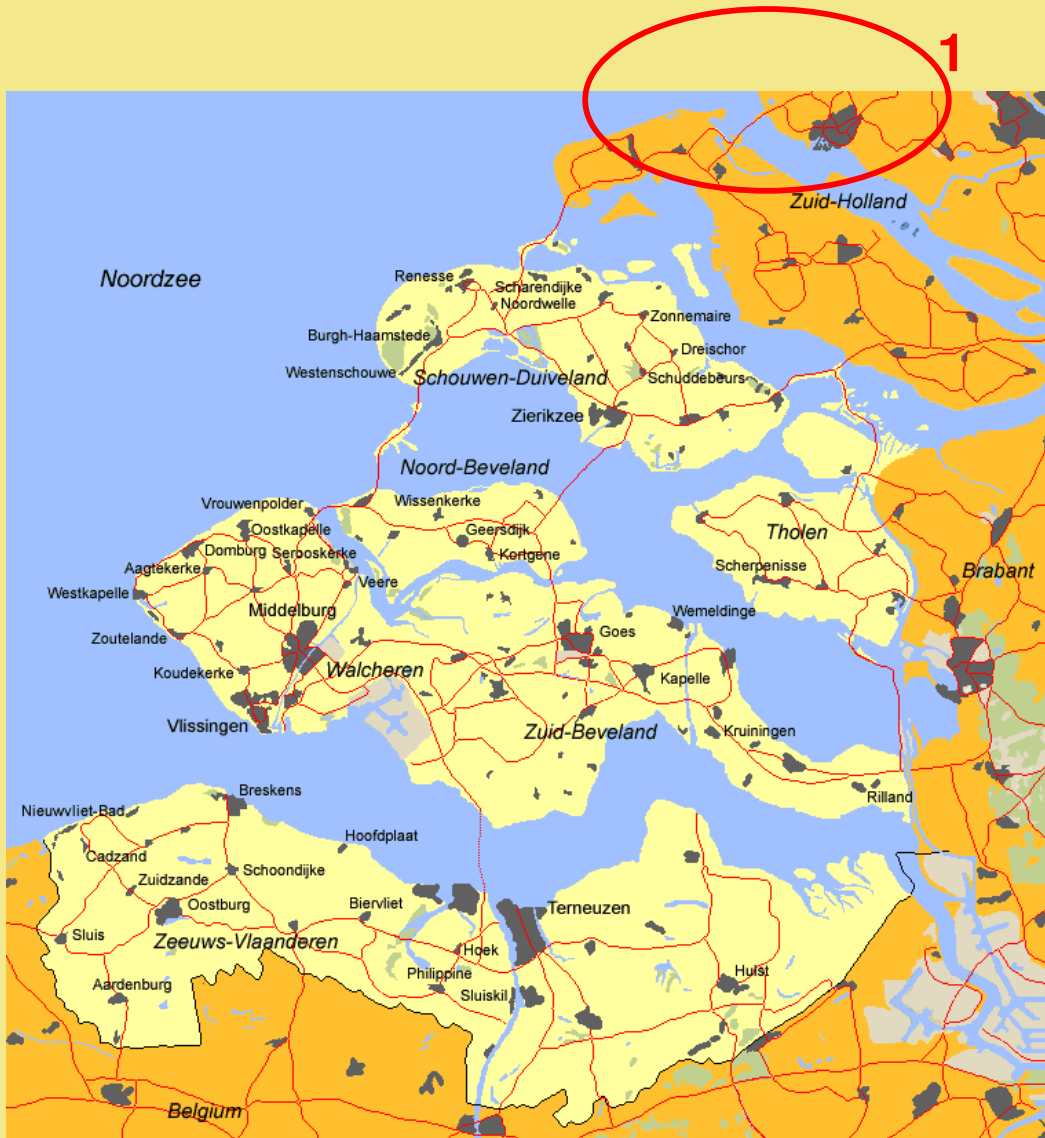 1
Zuid-Holland
Noordzee
Renesse
Scharendijke
Noordwelle
Zonnemaire
Burgh-Haamstede
Dreischor
Westenschouwe
Schouwen-Duiveland
Schuddebeurs
Zierikzee
Noord-Beveland
Vrouwenpolder
Wissenkerke
Oostkapelle
Geersdijk
Tholen
Domburg
Serooskerke
Kortgene
Aagtekerke
Scherpenisse
Brabant
Veere
Westkapelle
Middelburg
Wemeldinge
Zoutelande
Goes
Koudekerke
Walcheren
Kapelle
Vlissingen
Zuid-Beveland
Kruiningen
Breskens
Rilland
Nieuwvliet-Bad
Hoofdplaat
Cadzand
Schoondijke
Zuidzande
Oostburg
Biervliet
Terneuzen
Sluis
Zeeuws-Vlaanderen
Hoek
Philippine
Hulst
Aardenburg
Sluiskil
Belgium